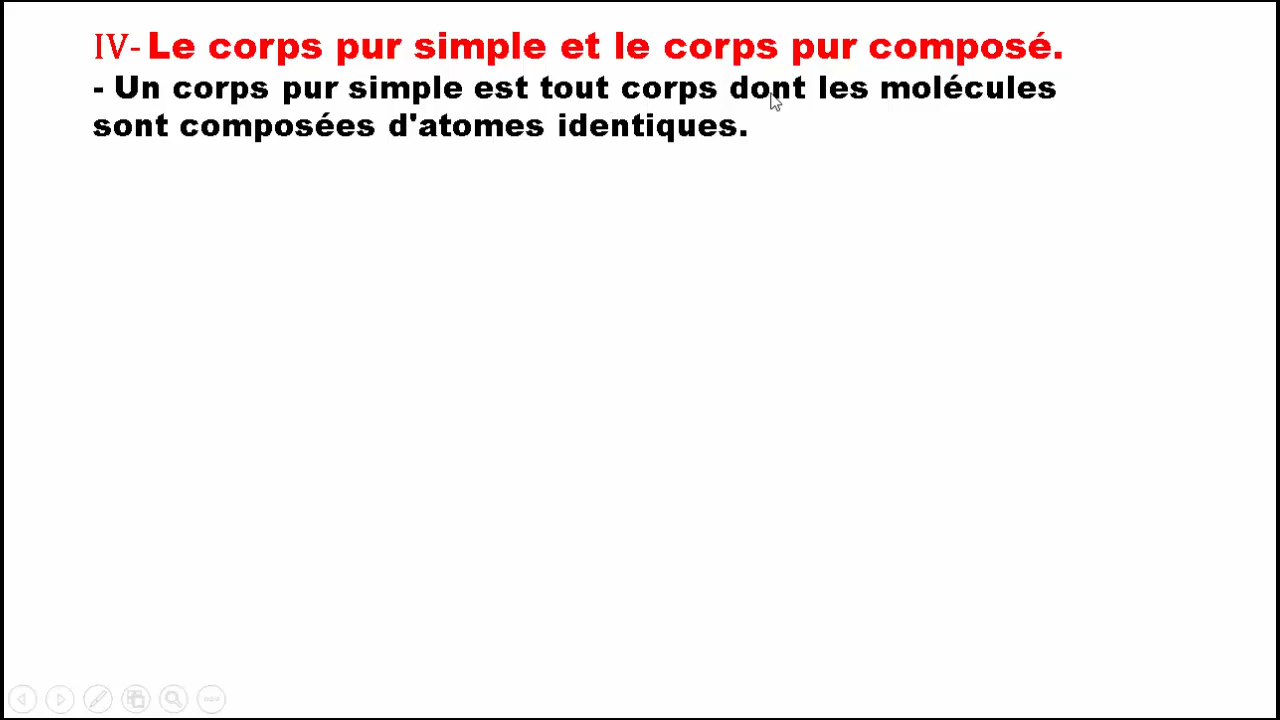 IV- Le corps pur simple et le corps pur composé.
- Un corps pur simple est tout corps dont les molécules
sont composées d'atomes identiques.